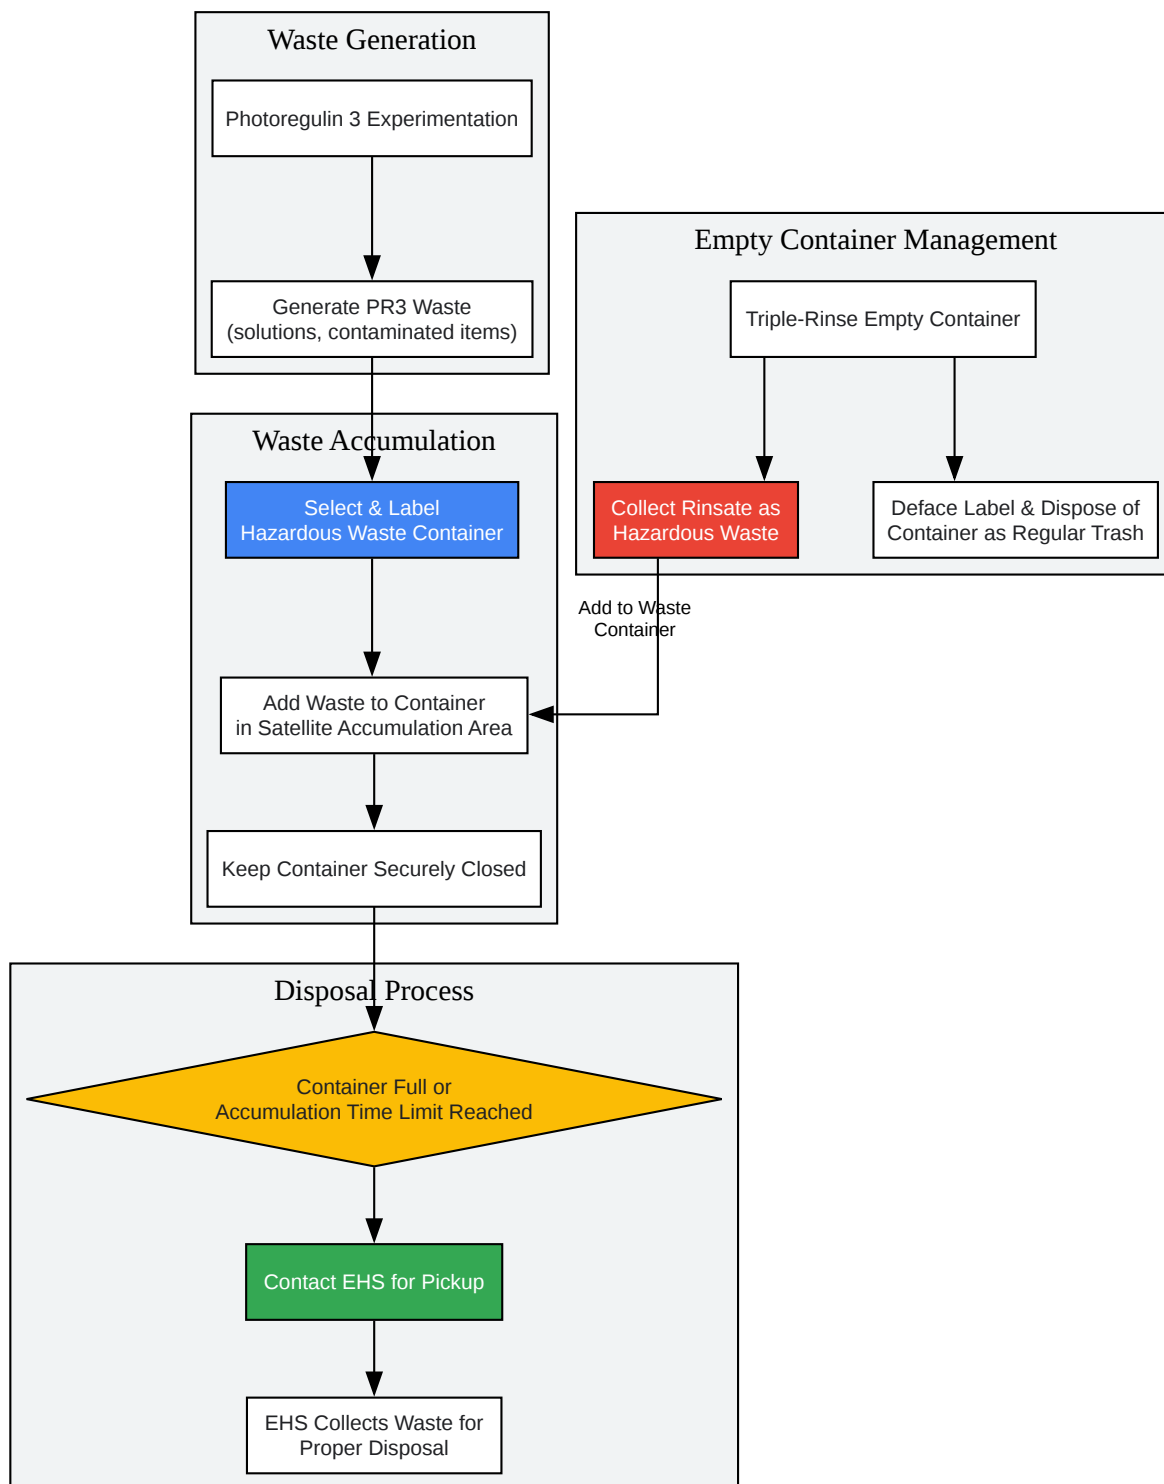 Waste Generation
Photoregulin 3 Experimentation
Generate PR3 Waste
(solutions, contaminated items)
Empty Container Management
Triple-Rinse Empty Container
Collect Rinsate as
Hazardous Waste
Deface Label & Dispose of
Container as Regular Trash
Add to Waste
Container
Waste Accumulation
Select & Label
Hazardous Waste Container
Add Waste to Container
in Satellite Accumulation Area
Keep Container Securely Closed
Disposal Process
Container Full or
Accumulation Time Limit Reached
Contact EHS for Pickup
EHS Collects Waste for
Proper Disposal